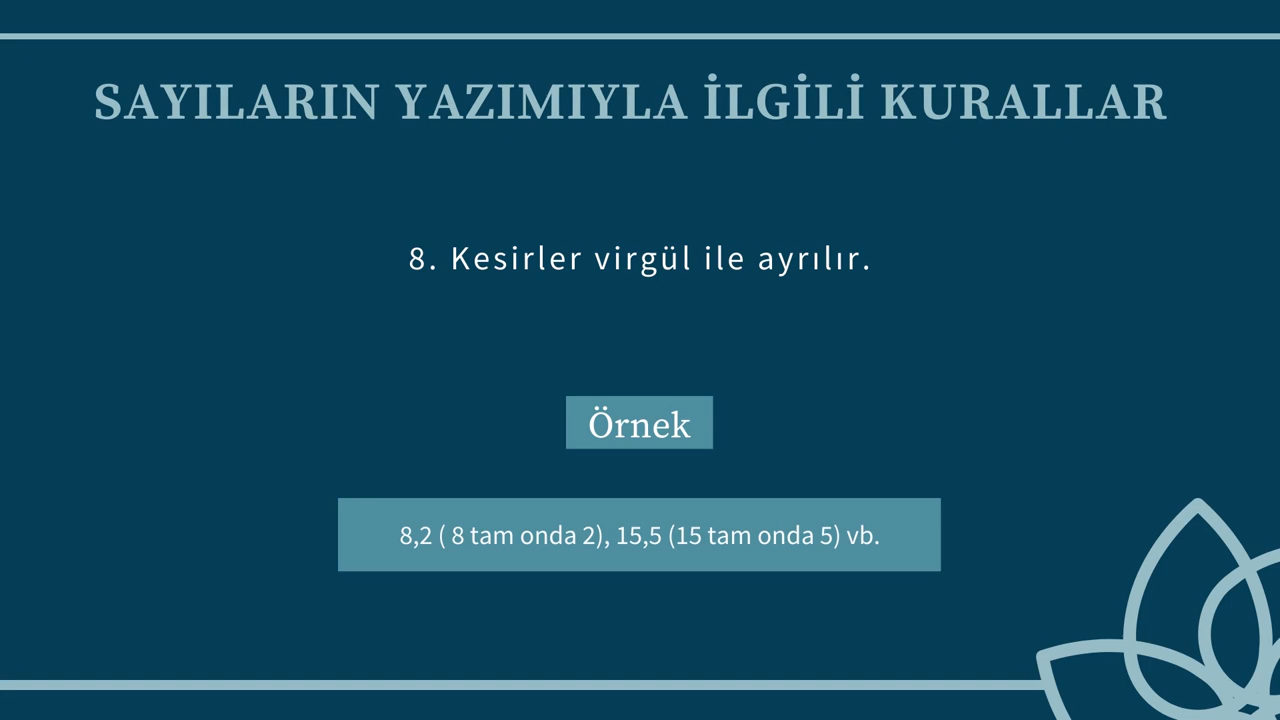 SAYILARIN YAZIMIYLA İLGİLİ KURALLAR
8. Kesirler virgül ile ayrılır.
Örnek
8,2 ( 8 tam onda 2), 15,5 (15 tam onda 5) vb.